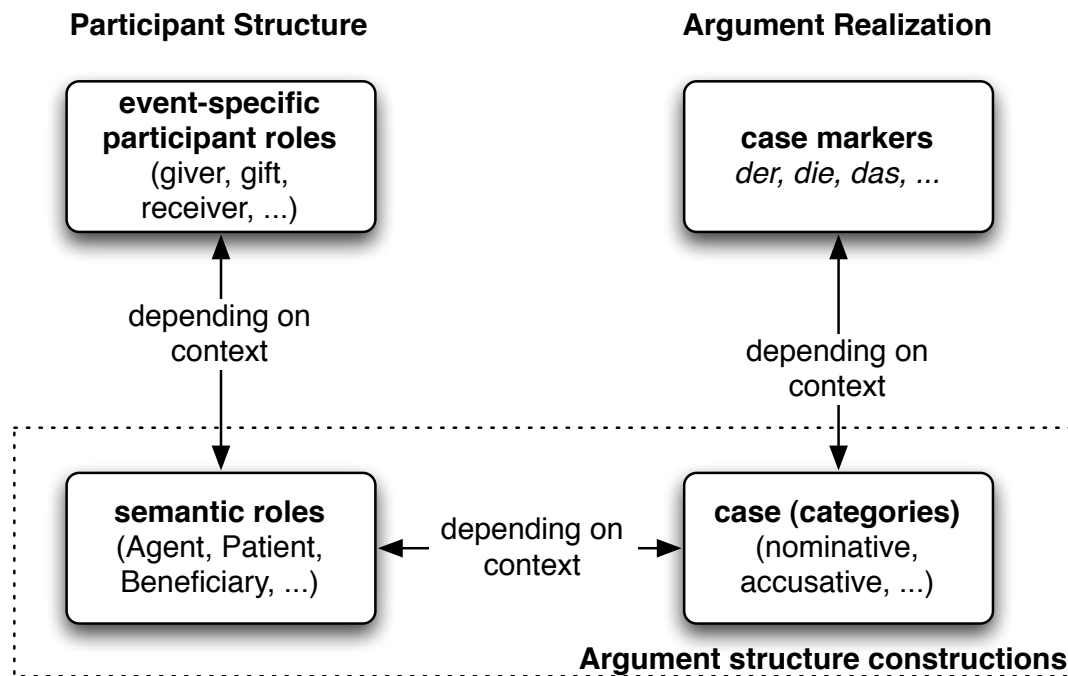 Participant Structure
Argument Realization
event-specific
participant roles
(giver, gift,
receiver, ...)
case markers
der, die, das, ...
depending on
context
depending on
context
semantic roles
(Agent, Patient,
Beneficiary, ...)
depending on
context
case (categories)
(nominative,
accusative, ...)
Argument structure constructions